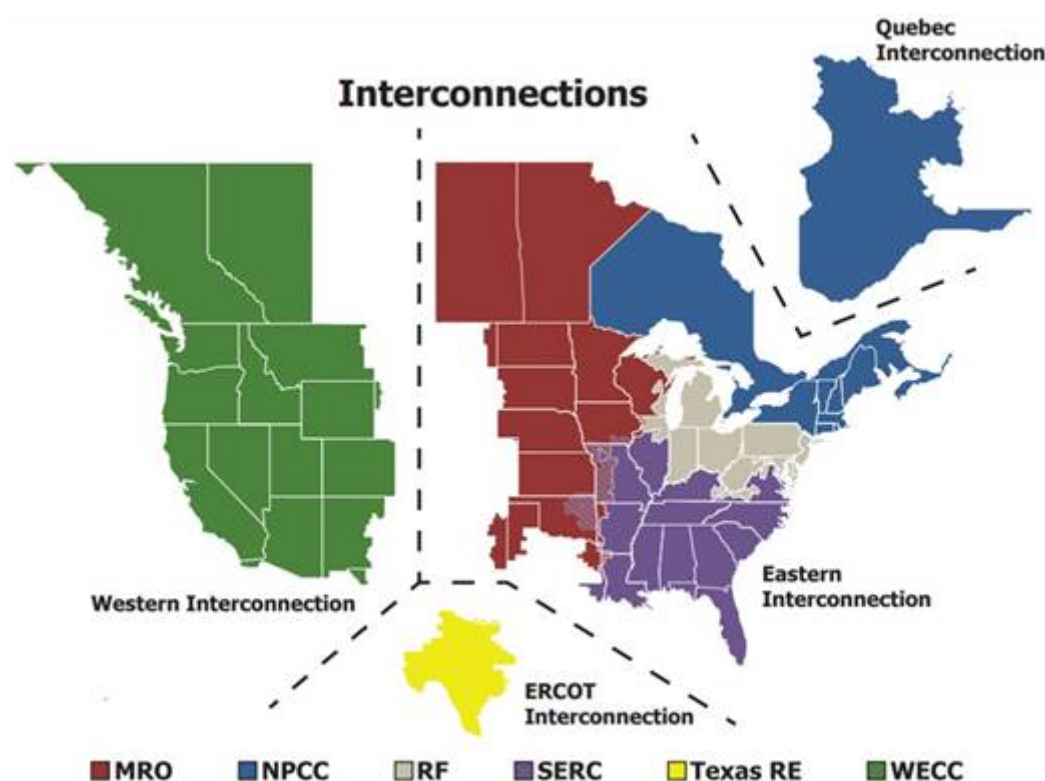 Quebec
Interconnection
Interconnections
Western Interconnection
Eastern
Interconnection
ERCOT
Interconnection
MRO NPCC RF SERC Texas RE WECC